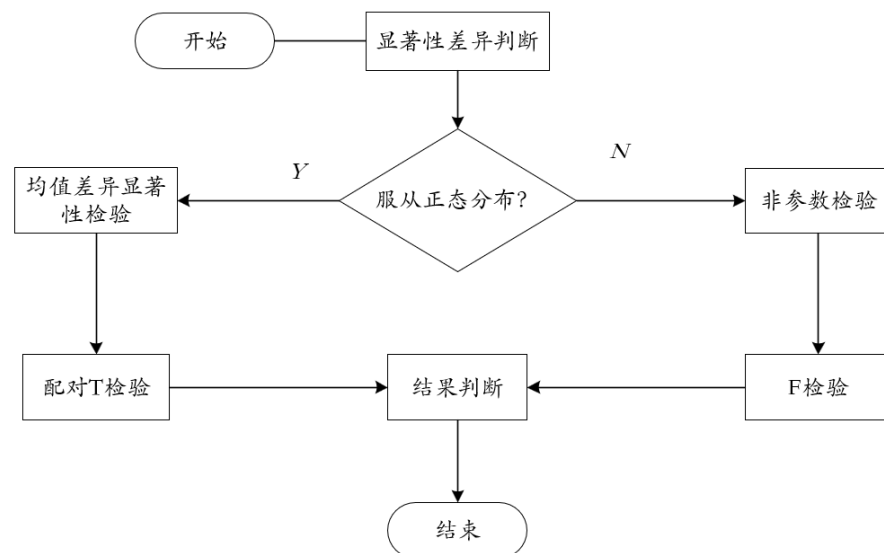 开始
显著性差异判断
Y
N
均值差异显著
性检验
服从正态分布?
非参数检验
配对T检验
结果判断
F检验
结束